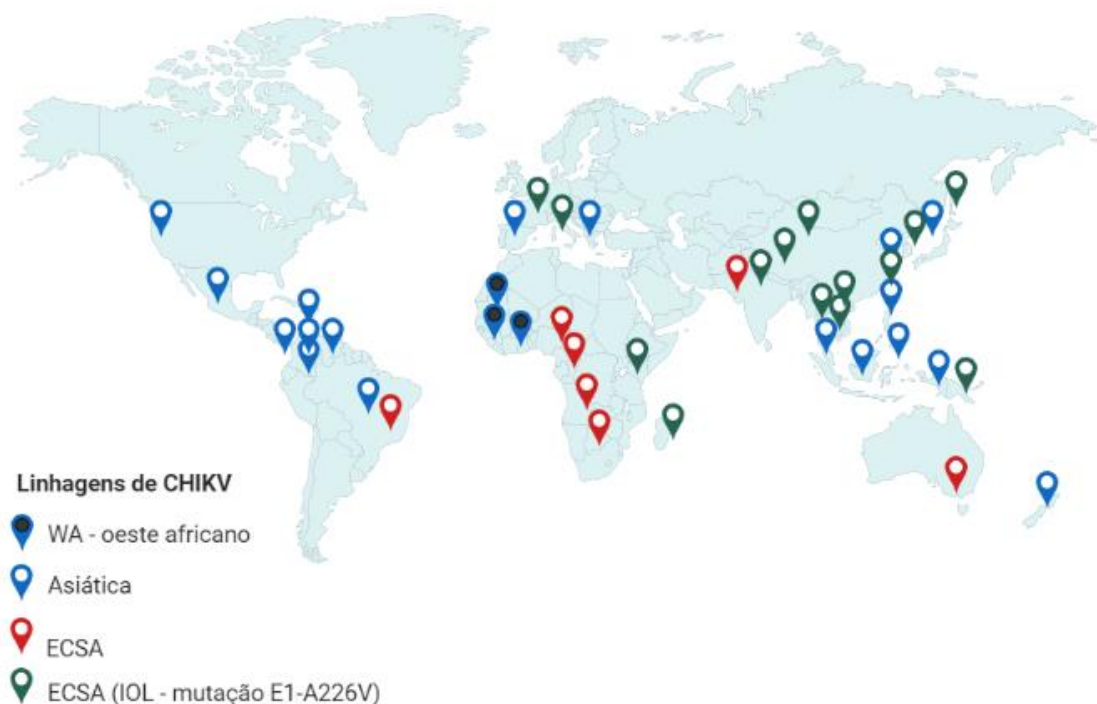 Linhagens de CHIKV
WA - oeste africano
Asiática
ECSA
ECSA (IOL - mutação E1-A226V)